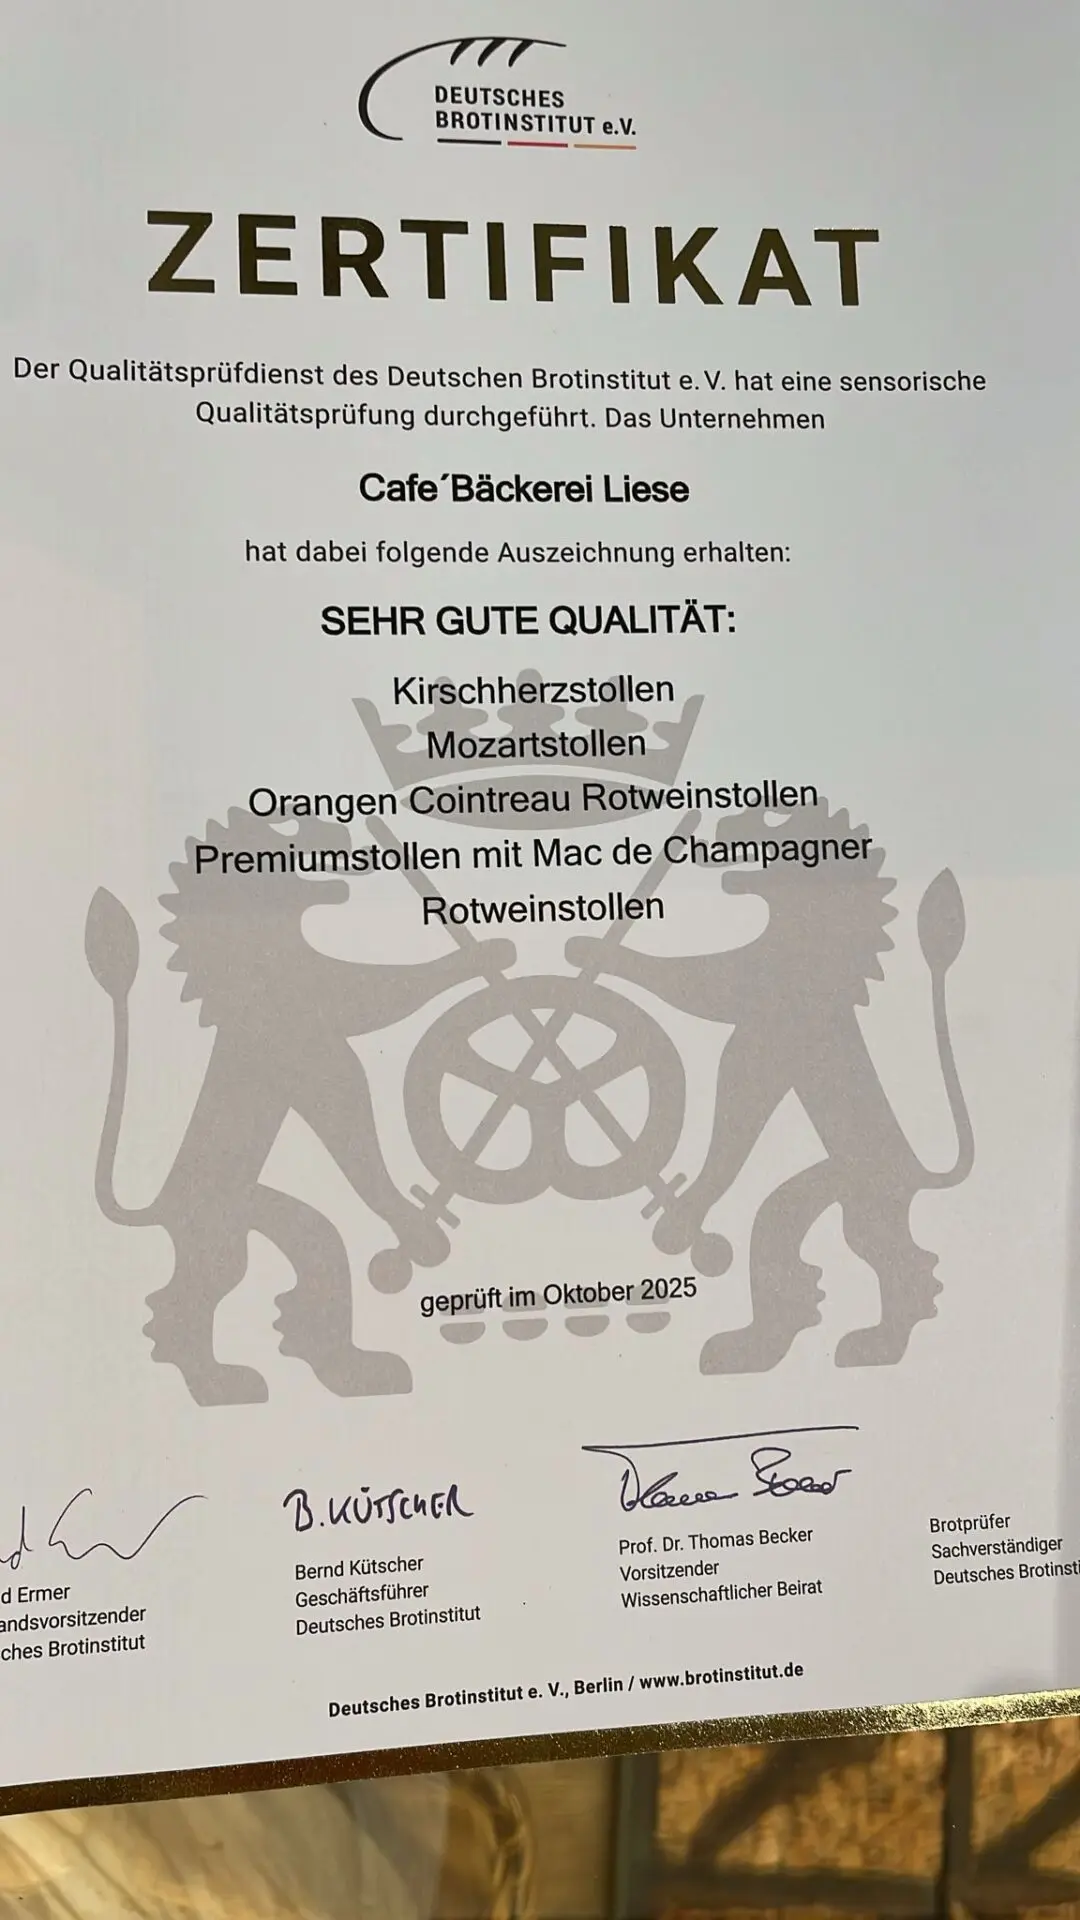 DEUTSCHES
BROTINSTITUT e.V.
ZERTIFIKAT
Der Qualitätsprüfdienst des Deutschen Brotinstitut e. V. hat eine sensorische
Qualitätsprüfung durchgeführt. Das Unternehmen
Cafe´Bäckerei Liese
hat dabei folgende Auszeichnung erhalten:
SEHR GUTE QUALITÄT:
Kirschherzstollen
Mozartstollen
Orangen Cointreau Rotweinstollen
Premiumstollen mit Mac de Champagner
Rotweinstollen
geprüft im Oktober 2025
B. KÜTSCHER
d Ermer
andsvorsitzender
ches Brotinstitut
Bernd Kütscher
Geschäftsführer
Deutsches Brotinstitut
Prof. Dr. Thomas Becker
Vorsitzender
Wissenschaftlicher Beirat
Brotprüfer
Sachverständiger
Deutsches Brotinsti
Deutsches Brotinstitut e. V., Berlin / www.brotinstitut.de